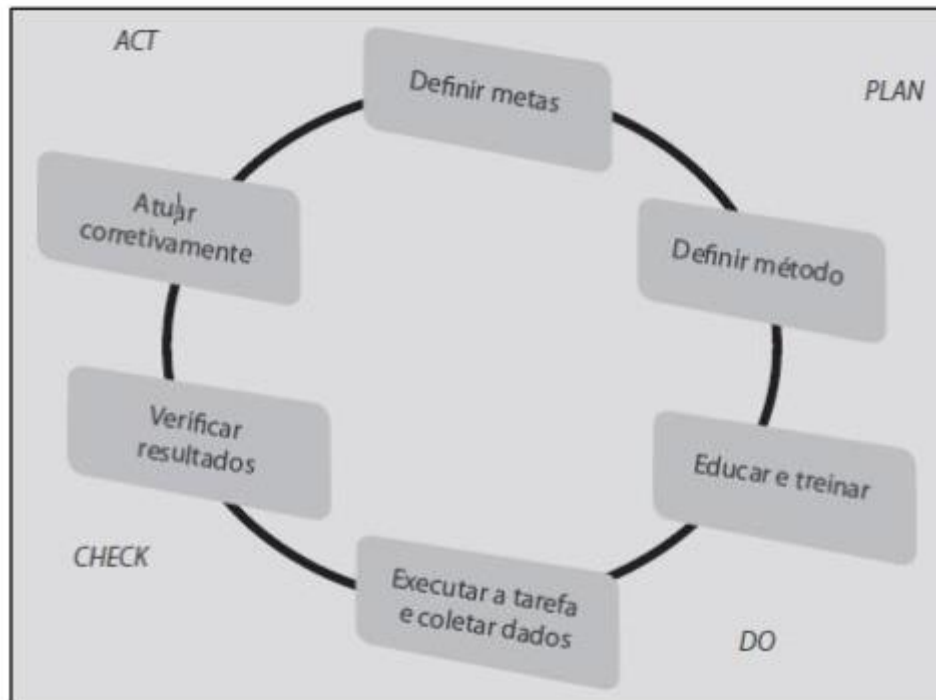 ACT
Definir metas
PLAN
Definir método
Educar e treinar
DO
Executar a tarefa
e coletar dados
CHECK
Verificar
resultados
Atuar
corretivamente